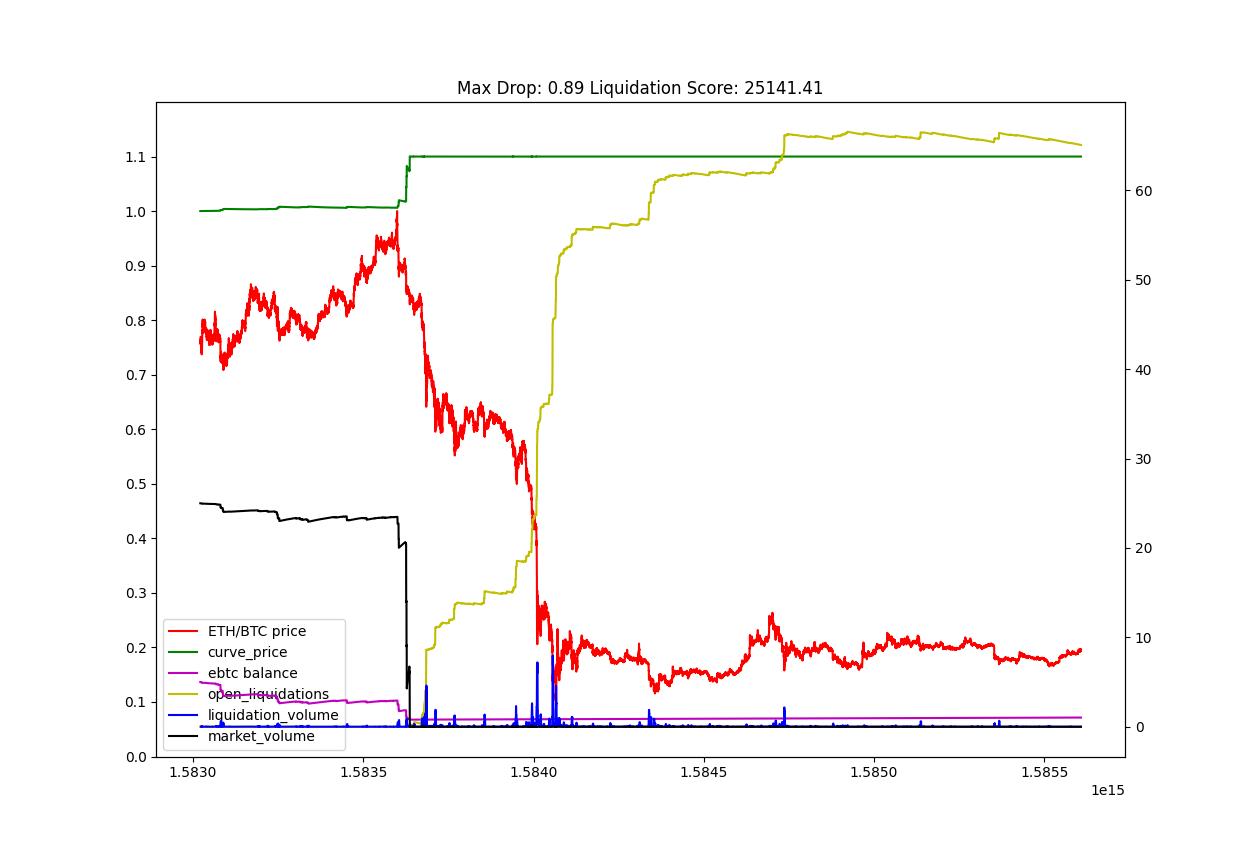 Max Drop: 0.89 Liquidation Score: 25141.41
1.1
1.0
0.9
0.8
0.7
0.6
0.5
0.4
0.3
0.2
0.1
0.0
60
50
40
30
20
10
0
ETH/BTC price
curve_price
ebtc balance
open_liquidations
liquidation_volume
market_volume
1.5830 1.5835 1.5840 1.5845 1.5850 1.5855
1e15